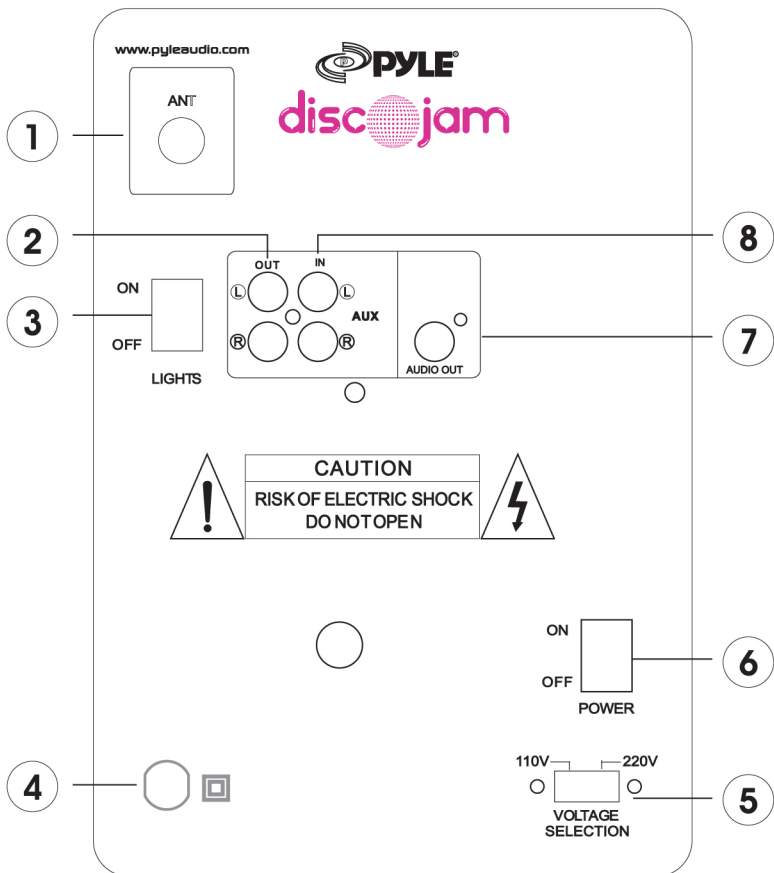 www.pyleaudio.com
PYLE®
disco jam
ANT
1
2
8
OUT IN
L L
ON
AUX
3
OFF
R R
7
AUDIO OUT
LIGHTS
CAUTION
RISK OF ELECTRIC SHOCK
DO NOT OPEN
ON
6
OFF
POWER
4
110V 220V
5
VOLTAGE
SELECTION